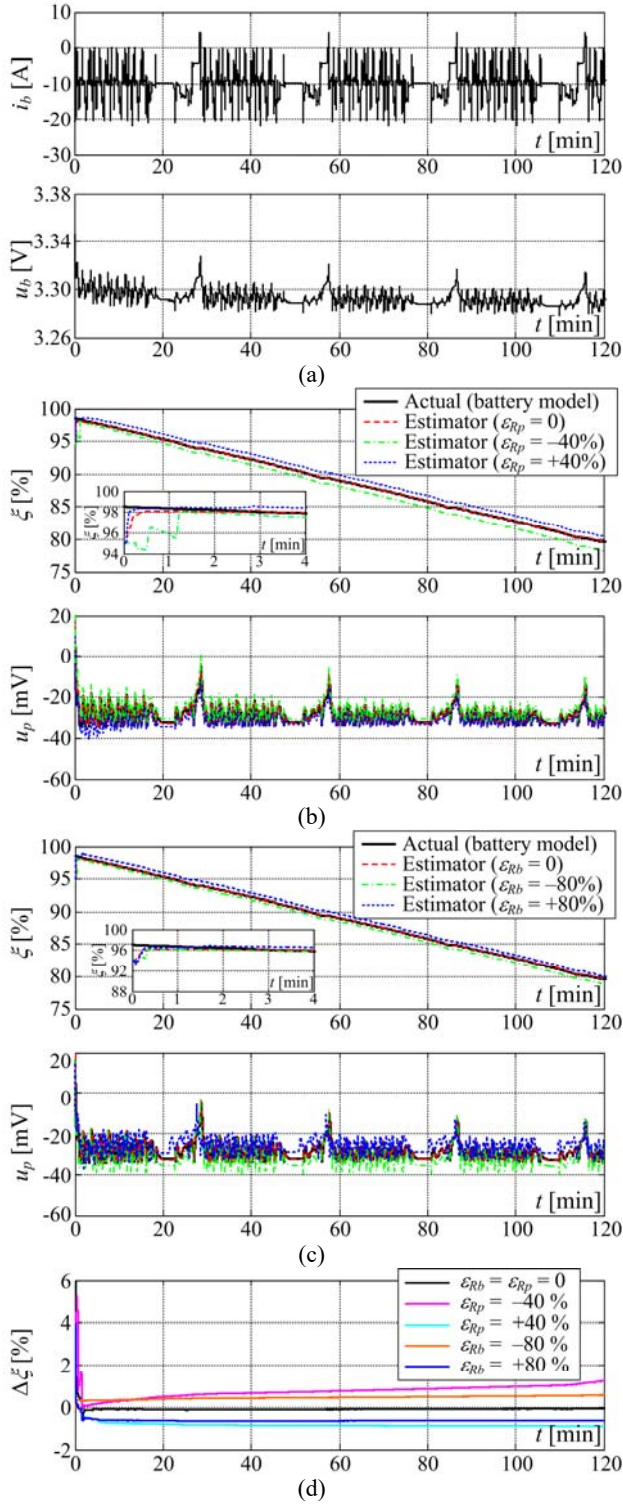 10
0
-10
-20
-30
i_b [A]
t [min]
0 20 40 60 80 100 120
3.38
3.34
3.30
3.26
u_b [V]
t [min]
0 20 40 60 80 100 120
(a)
100
95
90
85
80
75
ξ [%]
Actual (battery model)
Estimator (ε_Rp = 0)
Estimator (ε_Rp = –40%)
Estimator (ε_Rp = +40%)
100
98
96
94
ξ [%]
t [min]
0 1 2 3 4
t [min]
0 20 40 60 80 100 120
20
0
-20
-40
-60
u_p [mV]
t [min]
0 20 40 60 80 100 120
(b)
100
95
90
85
80
75
ξ [%]
Actual (battery model)
Estimator (ε_Rb = 0)
Estimator (ε_Rb = –80%)
Estimator (ε_Rb = +80%)
100
96
92
88
ξ [%]
t [min]
0 1 2 3 4
t [min]
0 20 40 60 80 100 120
20
0
-20
-40
-60
u_p [mV]
t [min]
0 20 40 60 80 100 120
(c)
6
4
2
0
-2
Δξ [%]
ε_Rb = ε_Rp = 0
ε_Rp = –40 %
ε_Rp = +40 %
ε_Rb = –80 %
ε_Rb = +80 %
t [min]
0 20 40 60 80 100 120
(d)